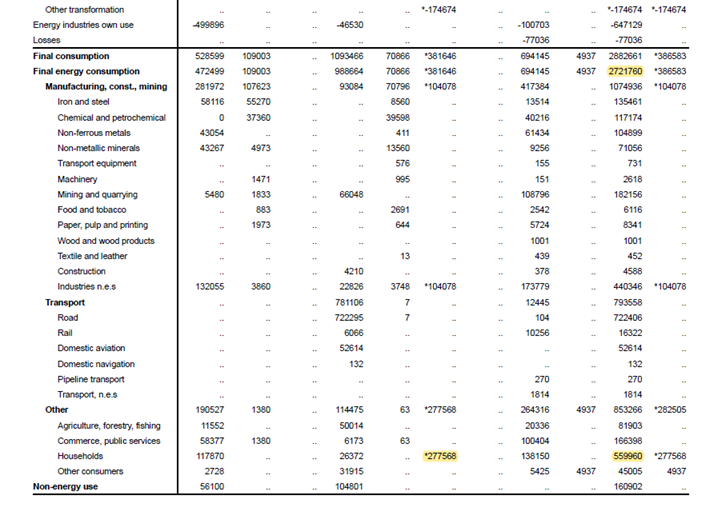 Other transformation .. .. .. .. .. *-174674 .. .. .. *-174674 *-174674
Energy industries own use -499896 .. .. -46530 .. .. .. -100703 .. -647129 ..
Losses .. .. .. .. .. .. .. -77036 .. -77036 ..
Final consumption 528599 109003 .. 1093466 70866 *381646 .. 694145 4937 2882661 *386583
Final energy consumption 472499 109003 .. 988664 70866 *381646 .. 694145 4937 2721760 *386583
Manufacturing, const., mining 281972 107623 .. 93084 70796 *104078 .. 417384 .. 1074936 *104078
Iron and steel 58116 55270 .. .. 8560 .. .. 13514 .. 135461 ..
Chemical and petrochemical 0 37360 .. .. 39598 .. .. 40216 .. 117174 ..
Non-ferrous metals 43054 .. .. .. 411 .. .. 61434 .. 104899 ..
Non-metallic minerals 43267 4973 .. .. 13560 .. .. 9256 .. 71056 ..
Transport equipment .. .. .. .. 576 .. .. 155 .. 731 ..
Machinery .. 1471 .. .. 995 .. .. 151 .. 2618 ..
Mining and quarrying 5480 1833 .. 66048 .. .. .. 108796 .. 182156 ..
Food and tobacco .. 883 .. .. 2691 .. .. 2542 .. 6116 ..
Paper, pulp and printing .. 1973 .. .. 644 .. .. 5724 .. 8341 ..
Wood and wood products .. .. .. .. .. .. .. 1001 .. 1001 ..
Textile and leather .. .. .. .. 13 .. .. 439 .. 452 ..
Construction .. .. .. 4210 .. .. .. 378 .. 4588 ..
Industries n.e.s 132055 3860 .. 22826 3748 *104078 .. 173779 .. 440346 *104078
Transport .. .. .. 781106 7 .. .. 12445 .. 793558 ..
Road .. .. .. 722295 7 .. .. 104 .. 722406 ..
Rail .. .. .. 6066 .. .. .. 10256 .. 16322 ..
Domestic aviation .. .. .. 52614 .. .. .. .. .. 52614 ..
Domestic navigation .. .. .. 132 .. .. .. .. .. 132 ..
Pipeline transport .. .. .. .. .. .. .. 270 .. 270 ..
Transport, n.e.s .. .. .. .. .. .. .. 1814 .. 1814 ..
Other 190527 1380 .. 114475 63 *277568 .. 264316 4937 853266 *282505
Agriculture, forestry, fishing 11552 .. .. 50014 .. .. .. 20336 .. 81903 ..
Commerce, public services 58377 1380 .. 6173 63 .. .. 100404 .. 166398 ..
Households 117870 .. .. 26372 .. *277568 .. 138150 .. 559960 *277568
Other consumers 2728 .. .. 31915 .. .. .. 5425 4937 45005 4937
Non-energy use 56100 .. .. 104801 .. .. .. .. .. 160902 ..